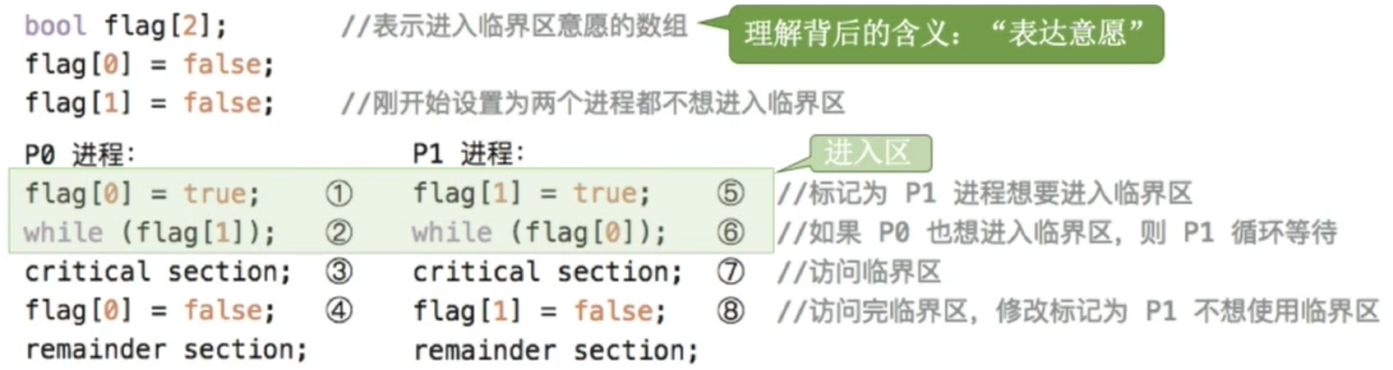 bool flag[2]; //表示进入临界区意愿的数组
理解背后的含义：“表达意愿”
flag[0] = false;
flag[1] = false; //刚开始设置为两个进程都不想进入临界区
P0 进程： P1 进程： 进入区
flag[0] = true; ① flag[1] = true; ⑤ //标记为 P1 进程想要进入临界区
while (flag[1]); ② while (flag[0]); ⑥ //如果 P0 也想进入临界区，则 P1 循环等待
critical section; ③ critical section; ⑦ //访问临界区
flag[0] = false; ④ flag[1] = false; ⑧ //访问完临界区，修改标记为 P1 不想使用临界区
remainder section; remainder section;